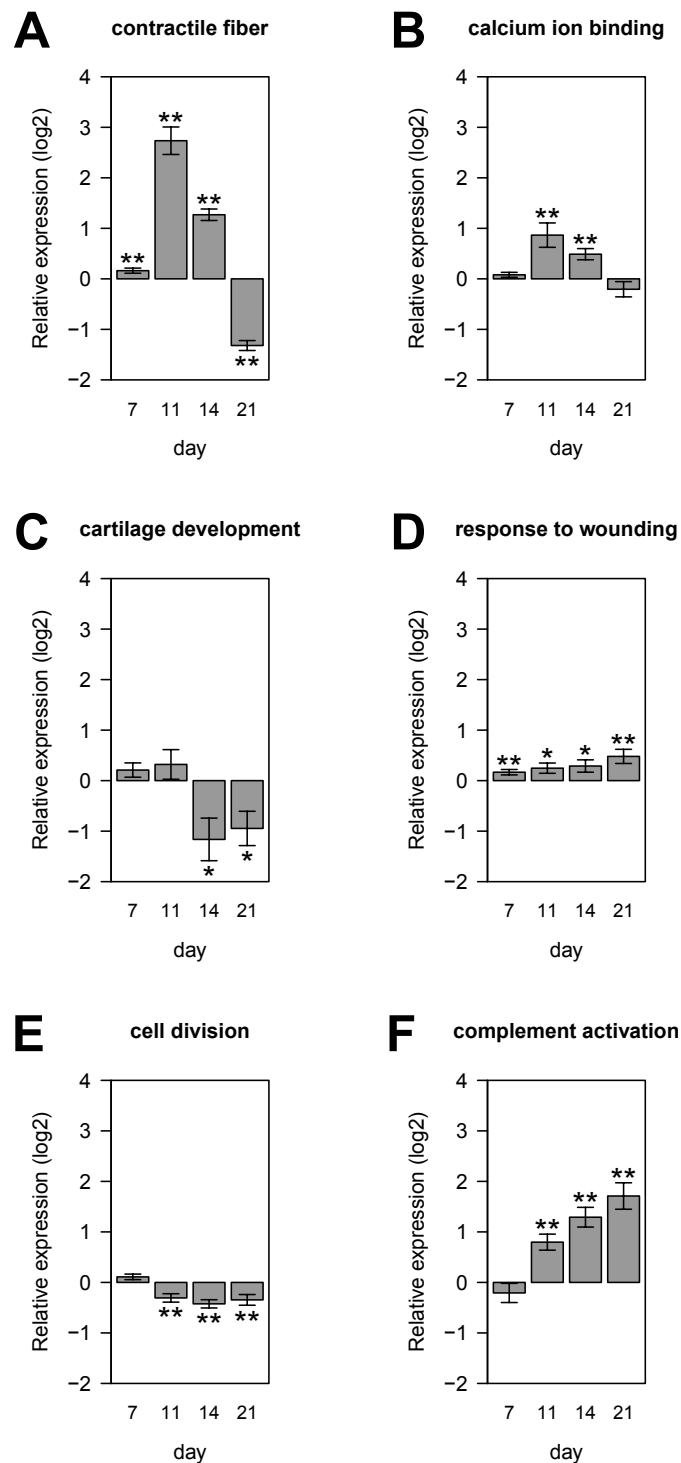 A contractile fiber
Relative expression (log2)
4
3
2
1
0
−1
−2
**
**
**
**
7 11 14 21
day
B calcium ion binding
Relative expression (log2)
4
3
2
1
0
−1
−2
**
**
7 11 14 21
day
C cartilage development
Relative expression (log2)
4
3
2
1
0
−1
−2
*
*
7 11 14 21
day
D response to wounding
Relative expression (log2)
4
3
2
1
0
−1
−2
**
*
*
**
7 11 14 21
day
E cell division
Relative expression (log2)
4
3
2
1
0
−1
−2
**
**
**
7 11 14 21
day
F complement activation
Relative expression (log2)
4
3
2
1
0
−1
−2
**
**
**
7 11 14 21
day